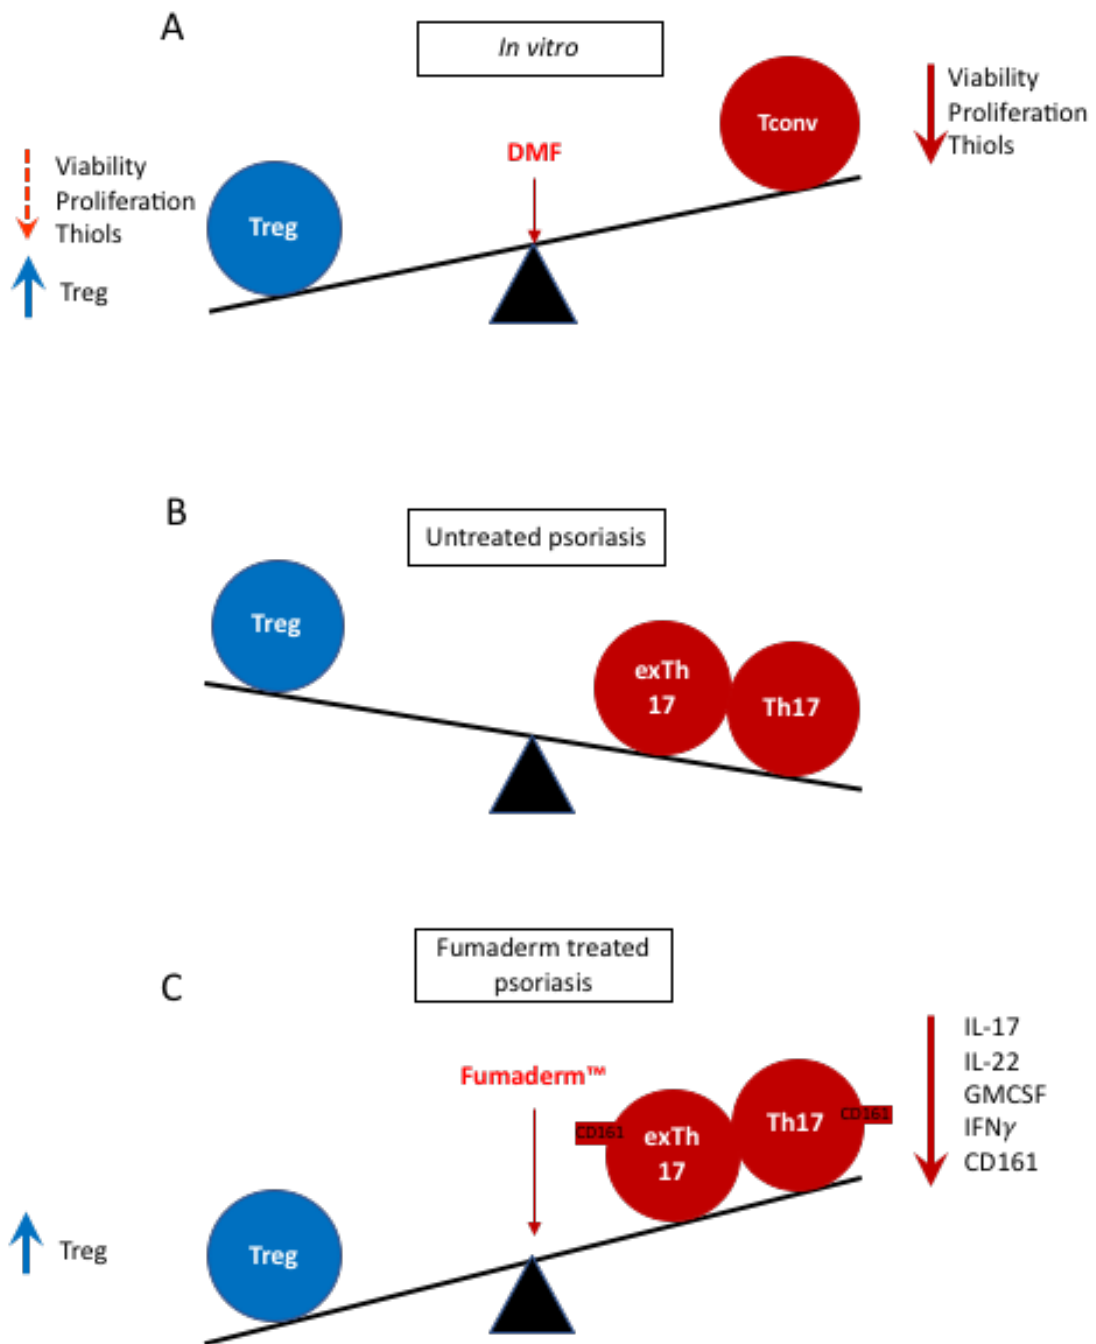 A
In vitro
Viability
Proliferation
Thiols
Treg
Treg
DMF
Tconv
Viability
Proliferation
Thiols
B
Untreated psoriasis
Treg
exTh
17
Th17
C
Fumaderm treated
psoriasis
Fumaderm™
Treg
Treg
CD161
exTh
17
Th17
CD161
IL-17
IL-22
GMCSF
IFNγ
CD161